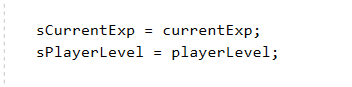 sCurrentExp = currentExp;
sPlayerLevel = playerLevel;